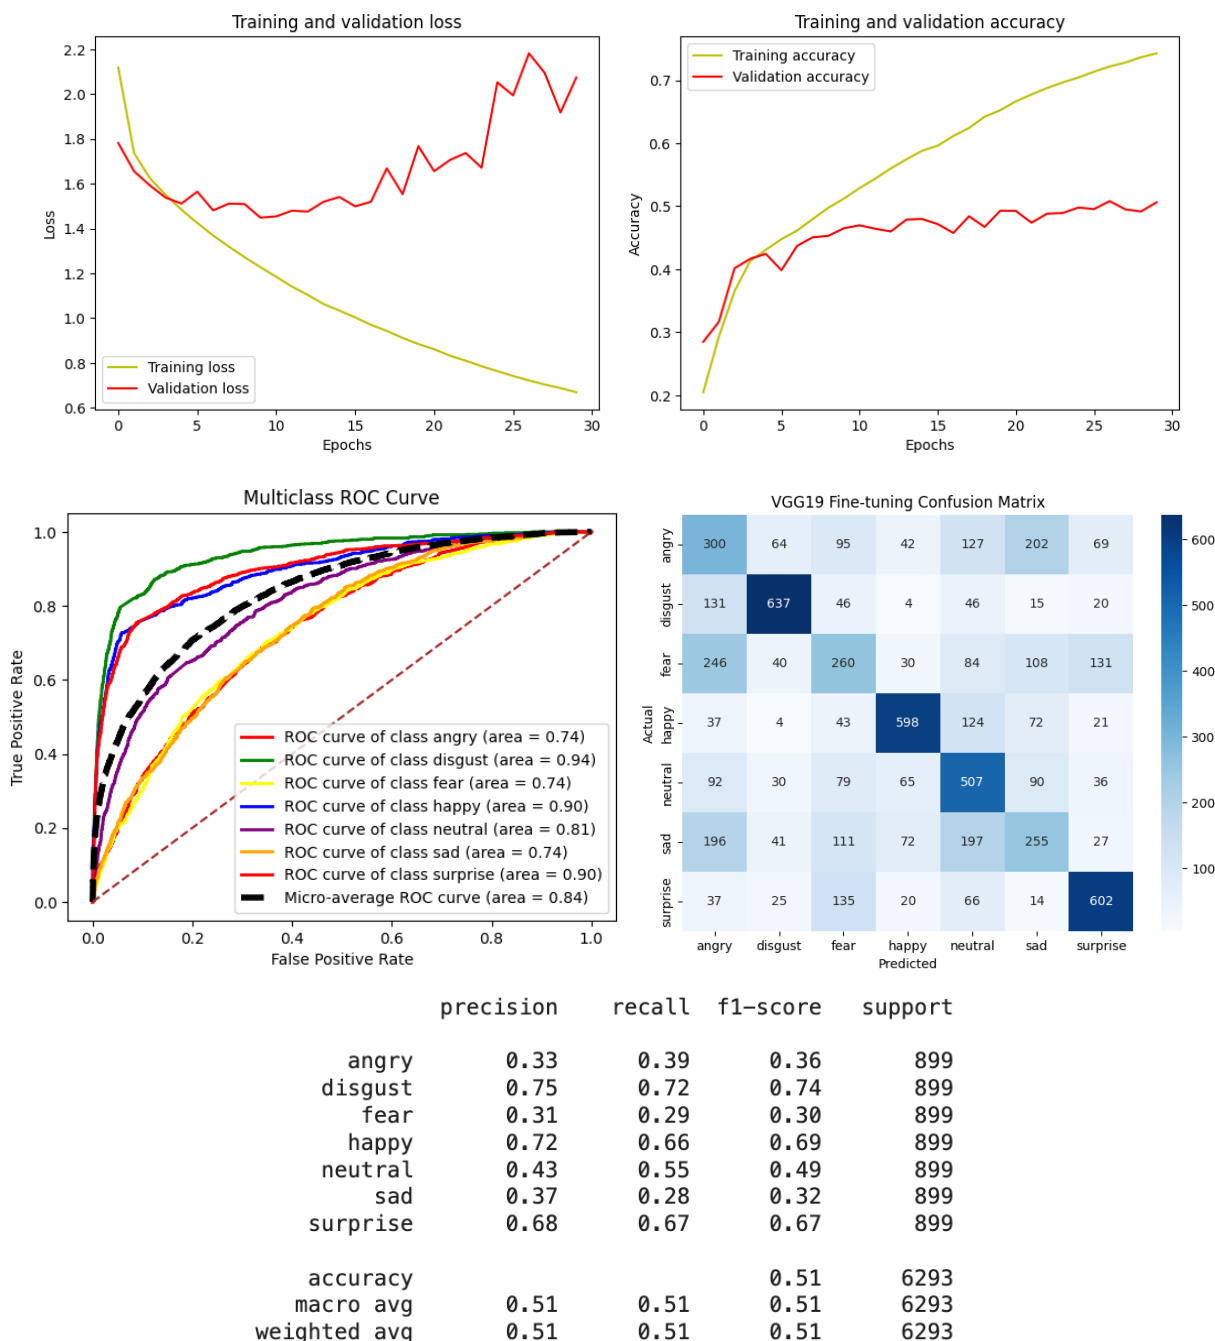 Training and validation loss
2.2
2.0
1.8
1.6
1.4
1.2
1.0
0.8
0.6
Loss
Training loss
Validation loss
0 5 10 15 20 25 30
Epochs
Training and validation accuracy
Training accuracy
Validation accuracy
0.7
0.6
0.5
0.4
0.3
0.2
Accuracy
0 5 10 15 20 25 30
Epochs
Multiclass ROC Curve
1.0
0.8
0.6
0.4
0.2
0.0
True Positive Rate
ROC curve of class angry (area = 0.74)
ROC curve of class disgust (area = 0.94)
ROC curve of class fear (area = 0.74)
ROC curve of class happy (area = 0.90)
ROC curve of class neutral (area = 0.81)
ROC curve of class sad (area = 0.74)
ROC curve of class surprise (area = 0.90)
Micro-average ROC curve (area = 0.84)
0.0 0.2 0.4 0.6 0.8 1.0
False Positive Rate
VGG19 Fine-tuning Confusion Matrix
Actual
angry 300 64 95 42 127 202 69
disgust 131 637 46 4 46 15 20
fear 246 40 260 30 84 108 131
happy 37 4 43 598 124 72 21
neutral 92 30 79 65 507 90 36
sad 196 41 111 72 197 255 27
surprise 37 25 135 20 66 14 602
angry disgust fear happy neutral sad surprise
Predicted
600
500
400
300
200
100
precision recall f1-score support
angry 0.33 0.39 0.36 899
disgust 0.75 0.72 0.74 899
fear 0.31 0.29 0.30 899
happy 0.72 0.66 0.69 899
neutral 0.43 0.55 0.49 899
sad 0.37 0.28 0.32 899
surprise 0.68 0.67 0.67 899
accuracy 0.51 6293
macro avg 0.51 0.51 0.51 6293
weighted avg 0.51 0.51 0.51 6293